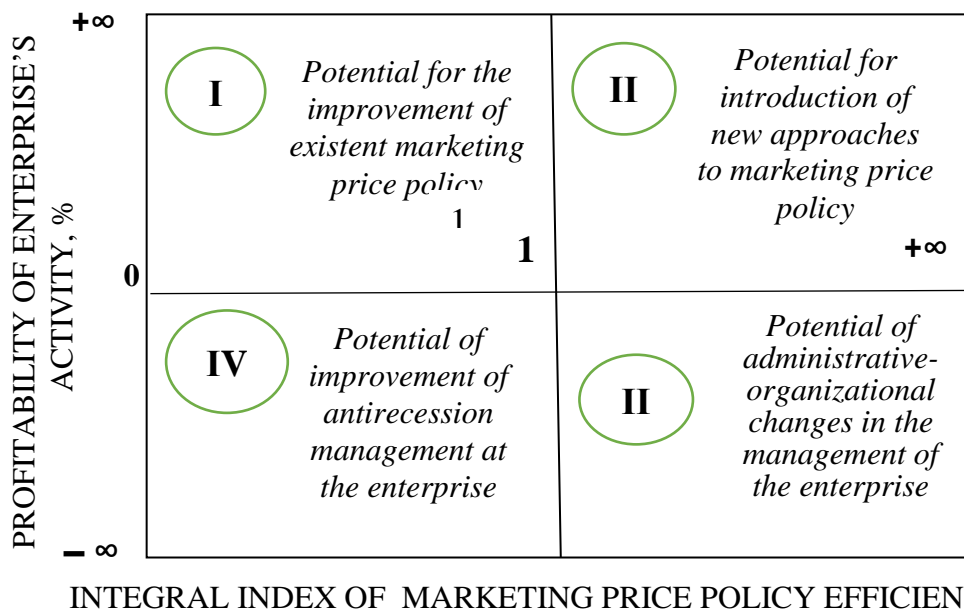 +∞
PROFITABILITY OF ENTERPRISE'S
ACTIVITY, %
I
Potential for the
improvement of
existent marketing
price policy
1
1
II
Potential for
introduction of
new approaches
to marketing price
policy
+∞
0
IV
Potential of
improvement of
antirecession
management at
the enterprise
II
Potential of
administrative-
organizational
changes in the
management of
the enterprise
– ∞
INTEGRAL INDEX OF MARKETING PRICE POLICY EFFICIEN